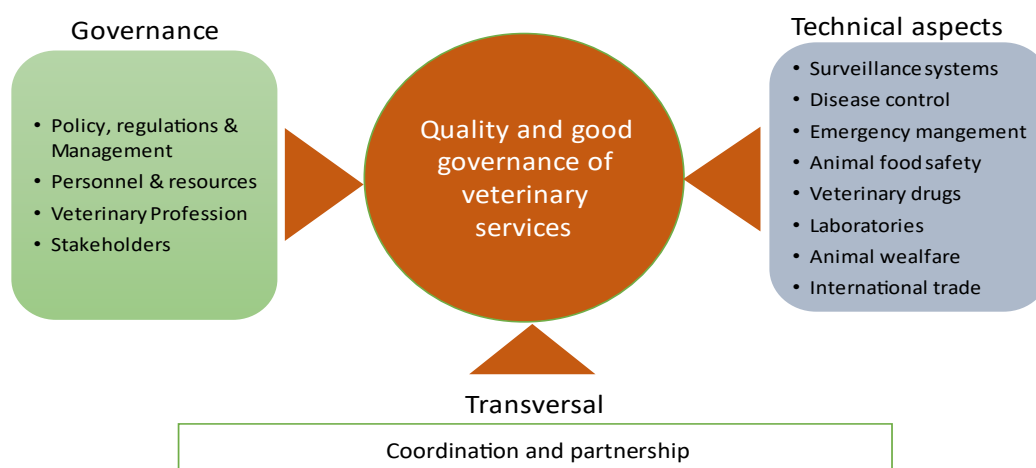 Governance
• Policy, regulations &
Management
• Personnel & resources
• Veterinary Profession
• Stakeholders
Quality and good
governance of
veterinary
services
Technical aspects
• Surveillance systems
• Disease control
• Emergency mangement
• Animal food safety
• Veterinary drugs
• Laboratories
• Animal wealfare
• International trade
Transversal
Coordination and partnership